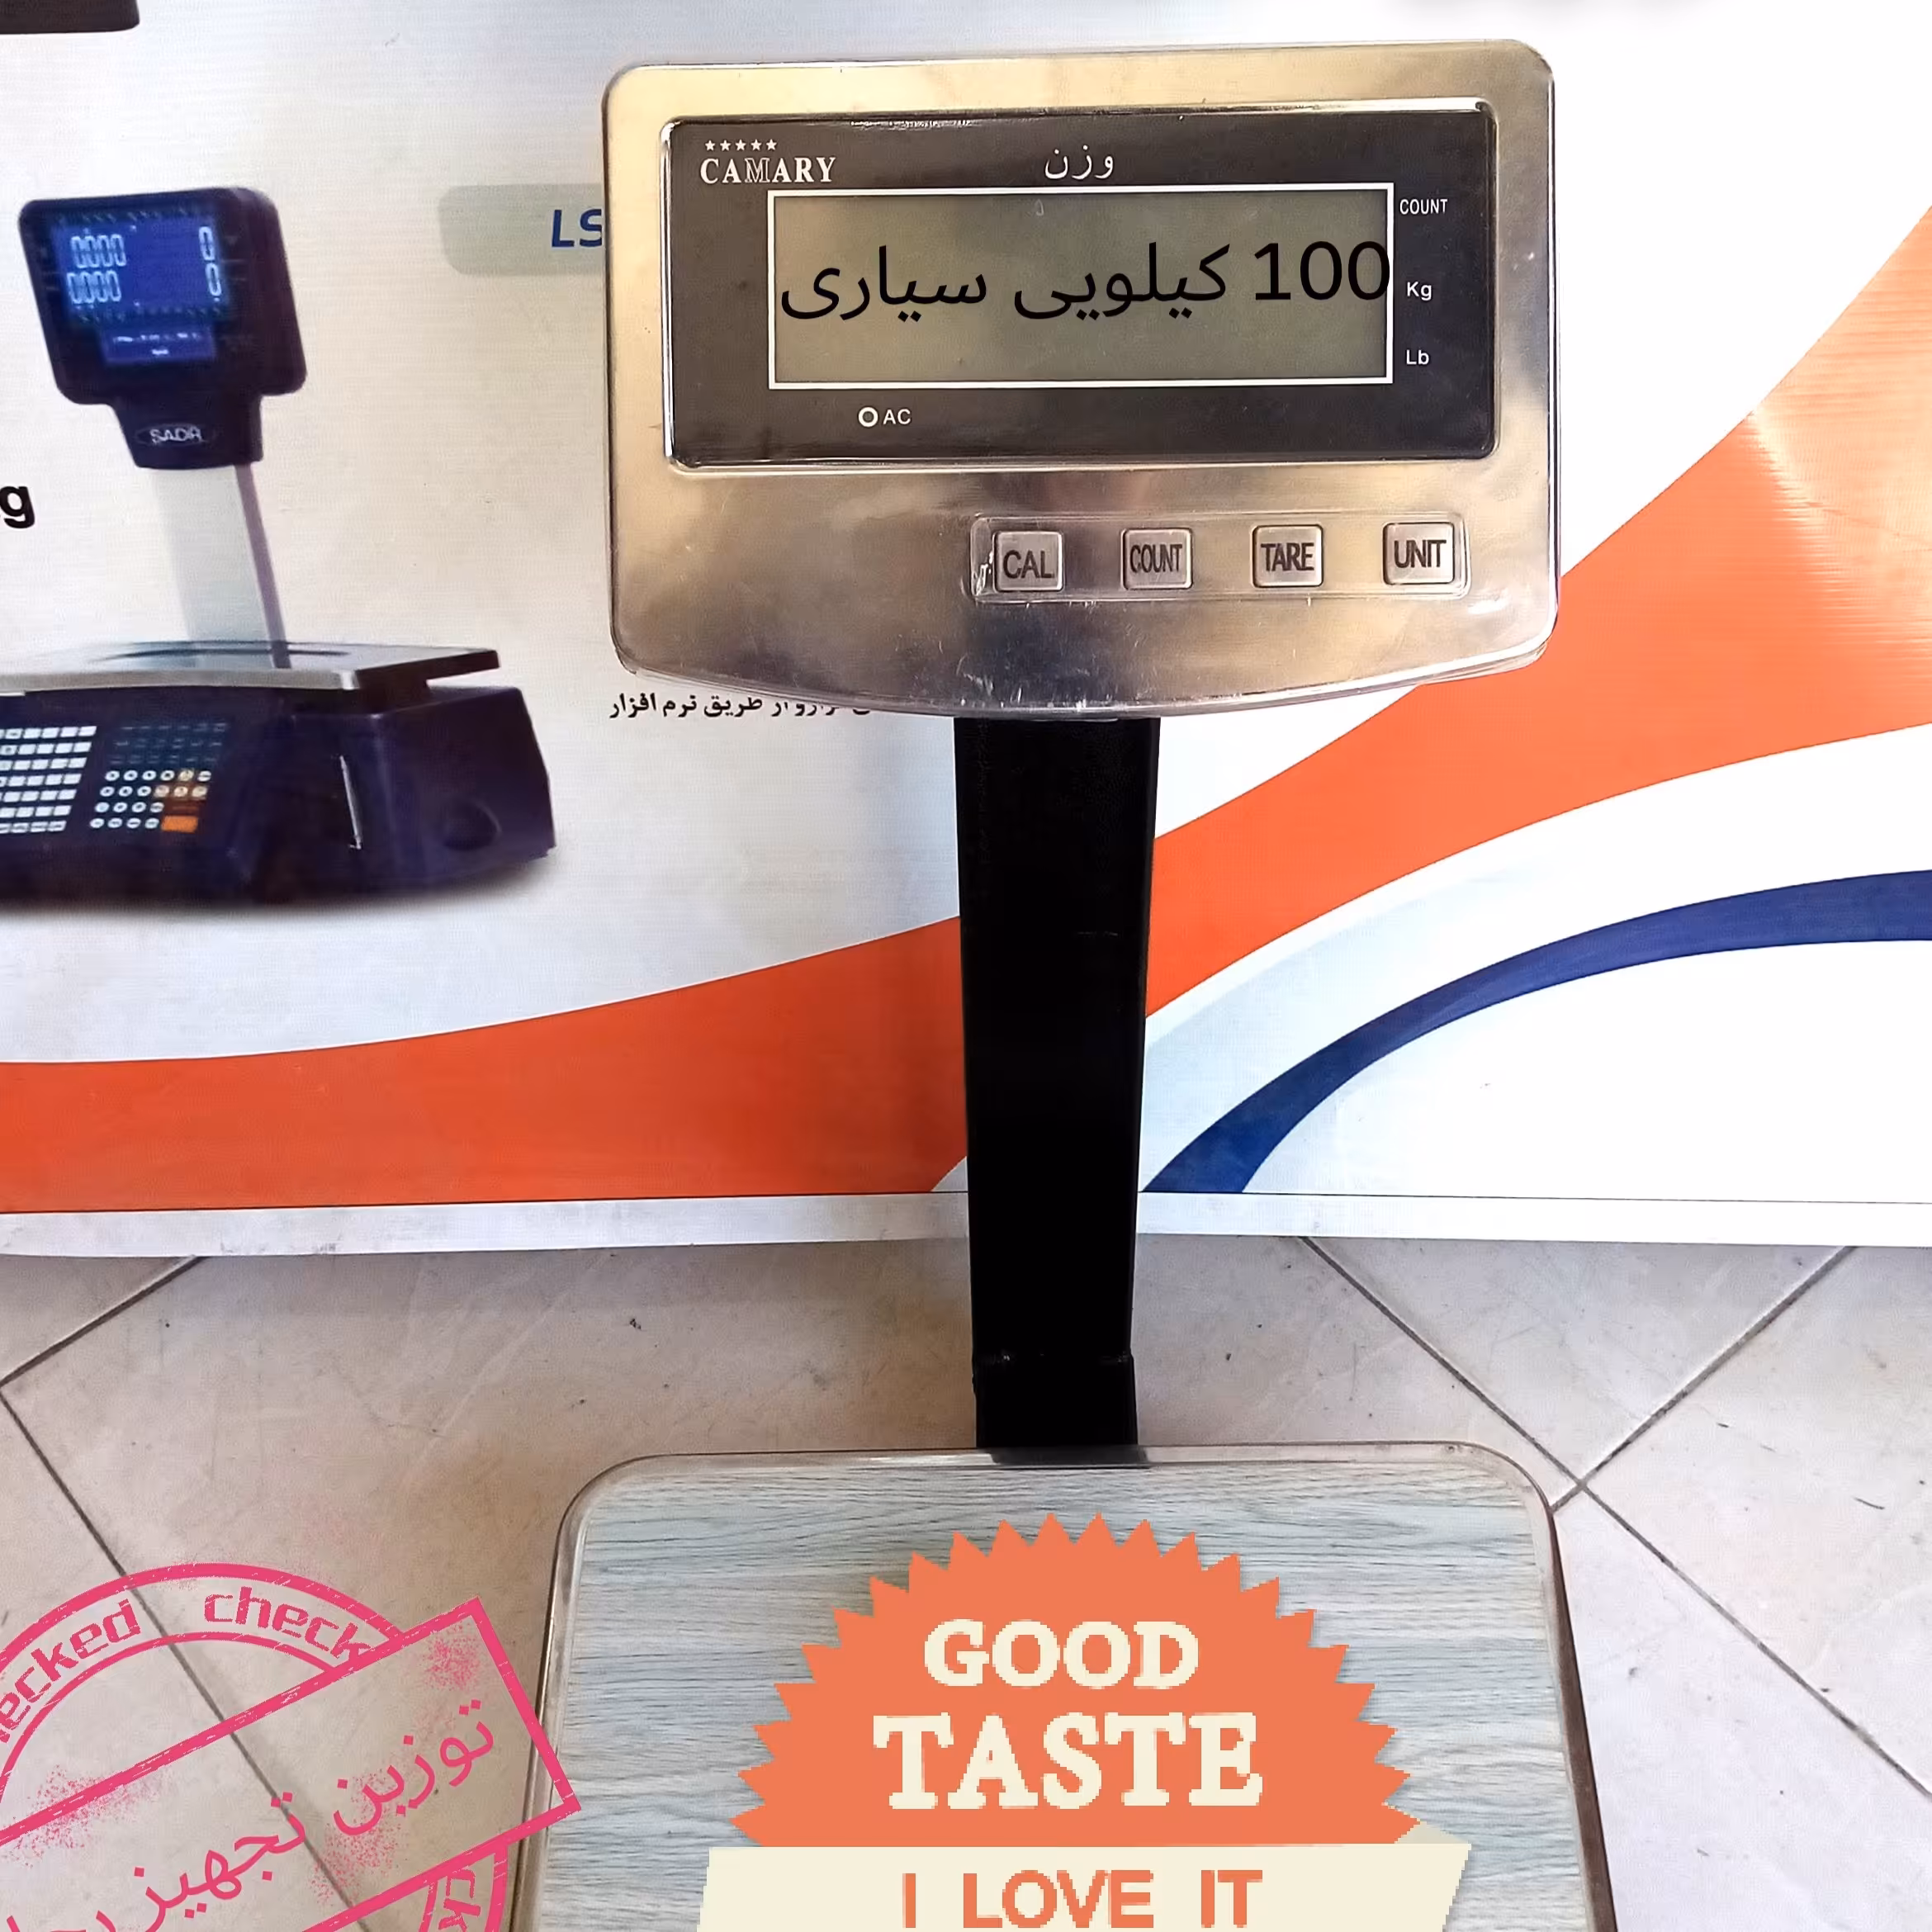 CAMARY
وزن
COUNT
100 کیلویی سیاری
Kg
Lb
AC
CAL COUNT TARE UNIT
LS
SADR
g
طریق نرم افزار
checked check
توزین تجهیز
GOOD
TASTE
I LOVE IT